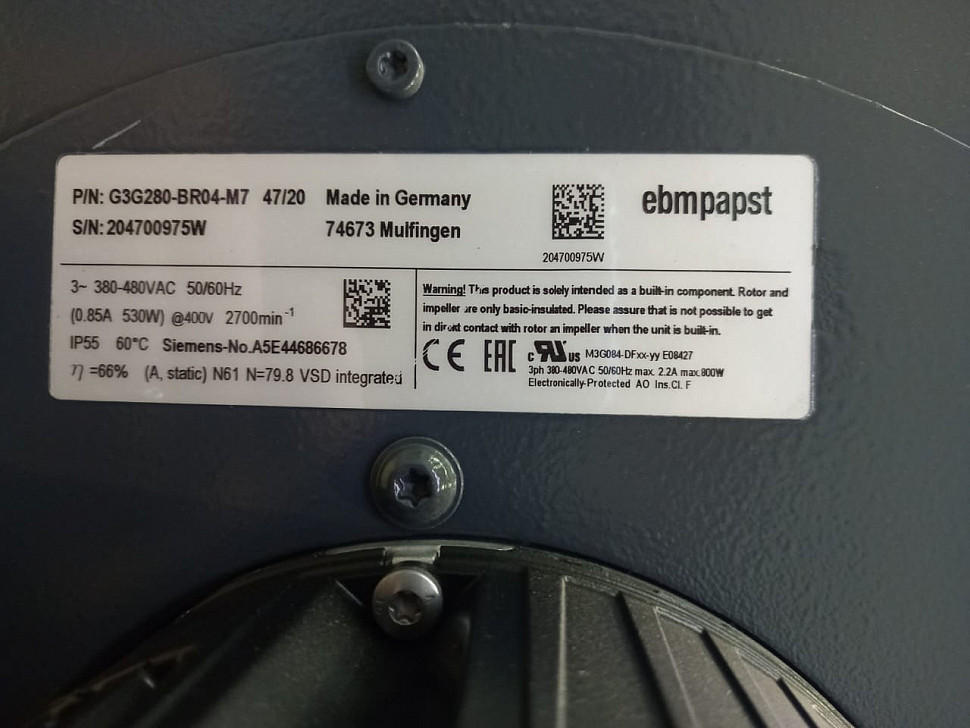 P/N: G3G280-BR04-M7 47/20 Made in Germany
S/N: 204700975W 74673 Mulfingen
204700975W
ebmpapst
3~ 380-480VAC 50/60Hz
(0.85A 530W) @400V 2700min⁻¹
IP55 60°C Siemens-No.A5E44686678
η =66% (A, static) N61 N=79.8 VSD integrated
Warning! This product is solely intended as a built-in component. Rotor and
impeller are only basic-insulated. Please assure that is not possible to get
in direkt contact with rotor an impeller when the unit is built-in.
CE EAC c RU US M3G084-DFxx-yy E08427
3ph 380-480VAC 50/60Hz max. 2.2A max.800W
Electronically-Protected AO Ins.Cl. F